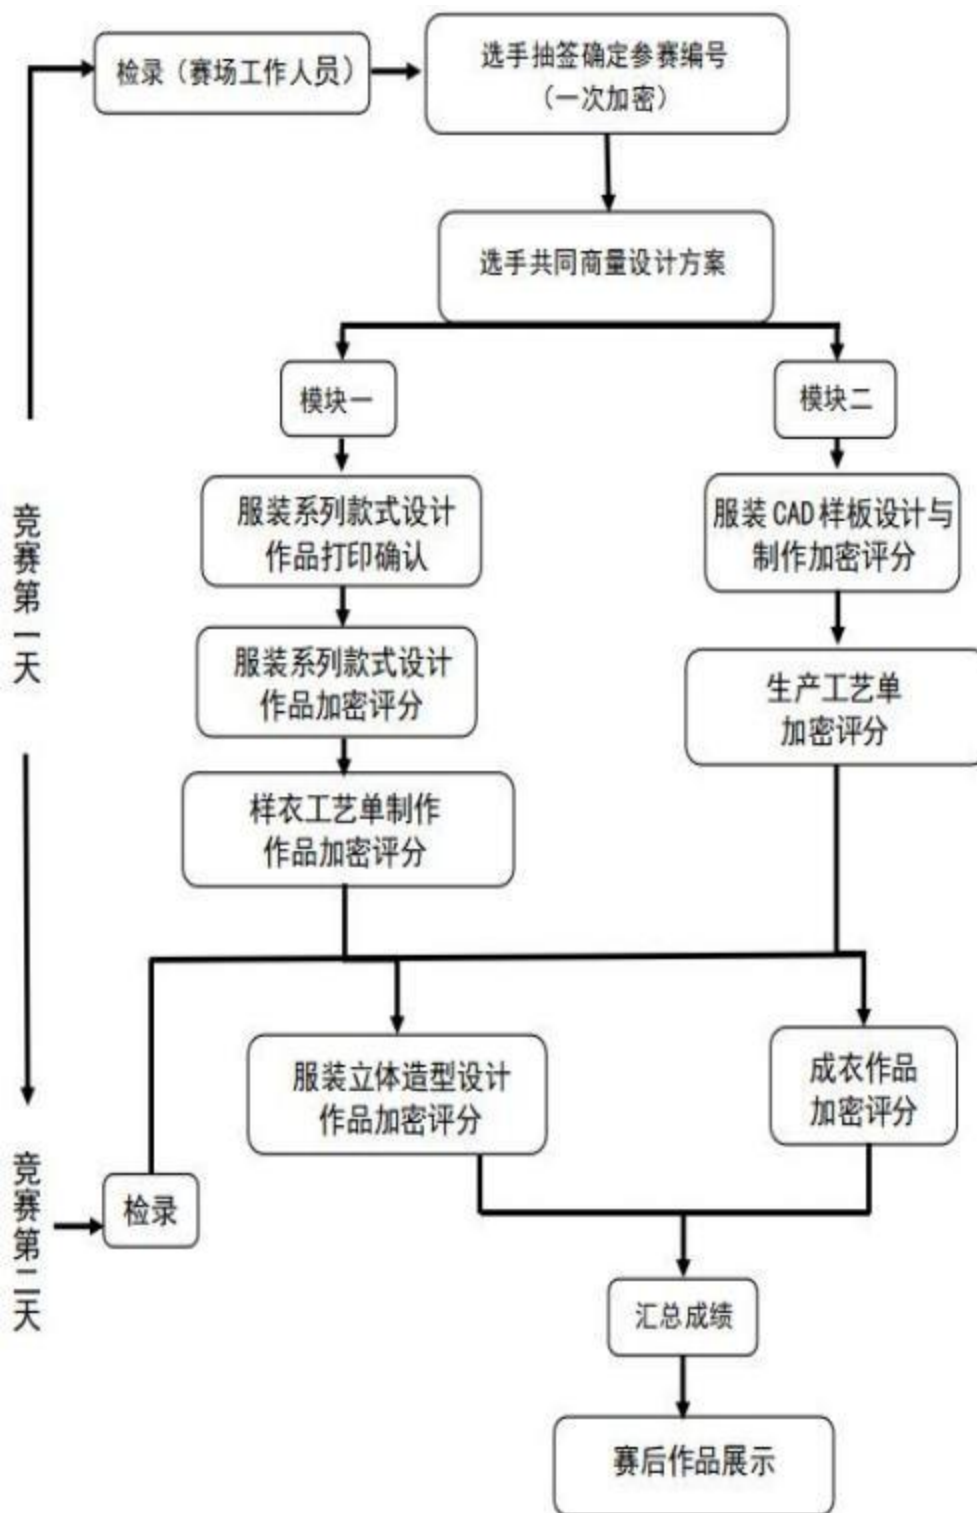 检录（赛场工作人员）
选手抽签确定参赛编号
（一次加密）
选手共同商量设计方案
模块一
模块二
竞赛第一天
服装系列款式设计
作品打印确认
服装CAD样板设计与
制作加密评分
服装系列款式设计
作品加密评分
生产工艺单
加密评分
样衣工艺单制作
作品加密评分
服装立体造型设计
作品加密评分
成衣作品
加密评分
竞赛第二天
检录
汇总成绩
赛后作品展示